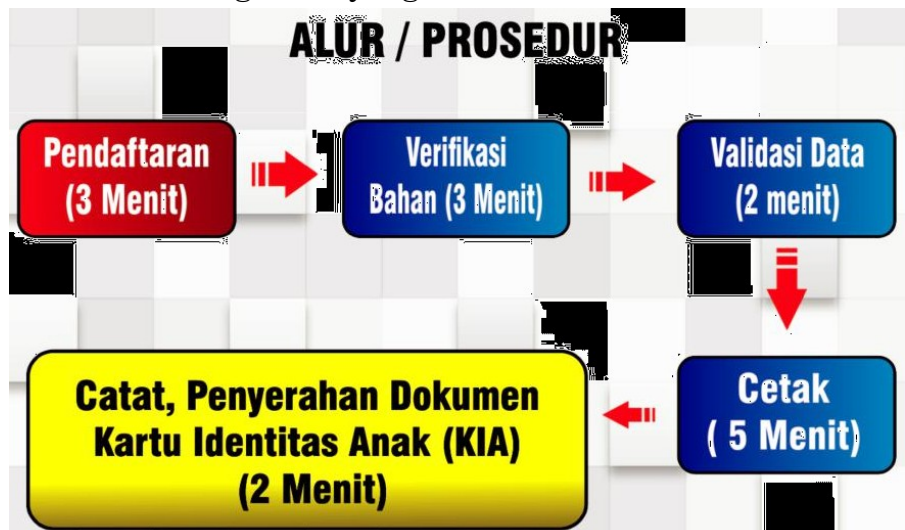 ALUR / PROSEDUR
Pendaftaran
(3 Menit)
Verifikasi
Bahan (3 Menit)
Validasi Data
(2 menit)
Cetak
( 5 Menit)
Catat, Penyerahan Dokumen
Kartu Identitas Anak (KIA)
(2 Menit)